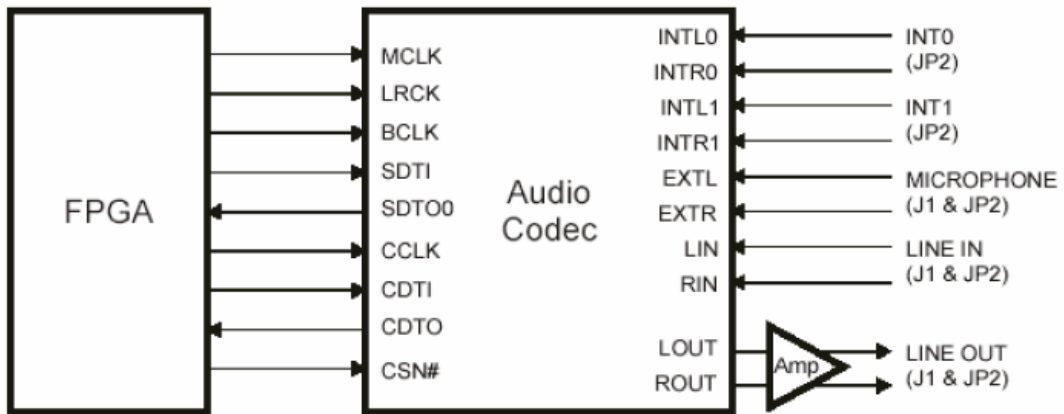 FPGA
MCLK
LRCK
BCLK
SDTI
SDTO0
CCLK
CDTI
CDTO
CSN#
Audio
Codec
INTL0
INTR0
INTL1
INTR1
EXTL
EXTR
LIN
RIN
LOUT
ROUT
Amp
INT0
(JP2)
INT1
(JP2)
MICROPHONE
(J1 & JP2)
LINE IN
(J1 & JP2)
LINE OUT
(J1 & JP2)